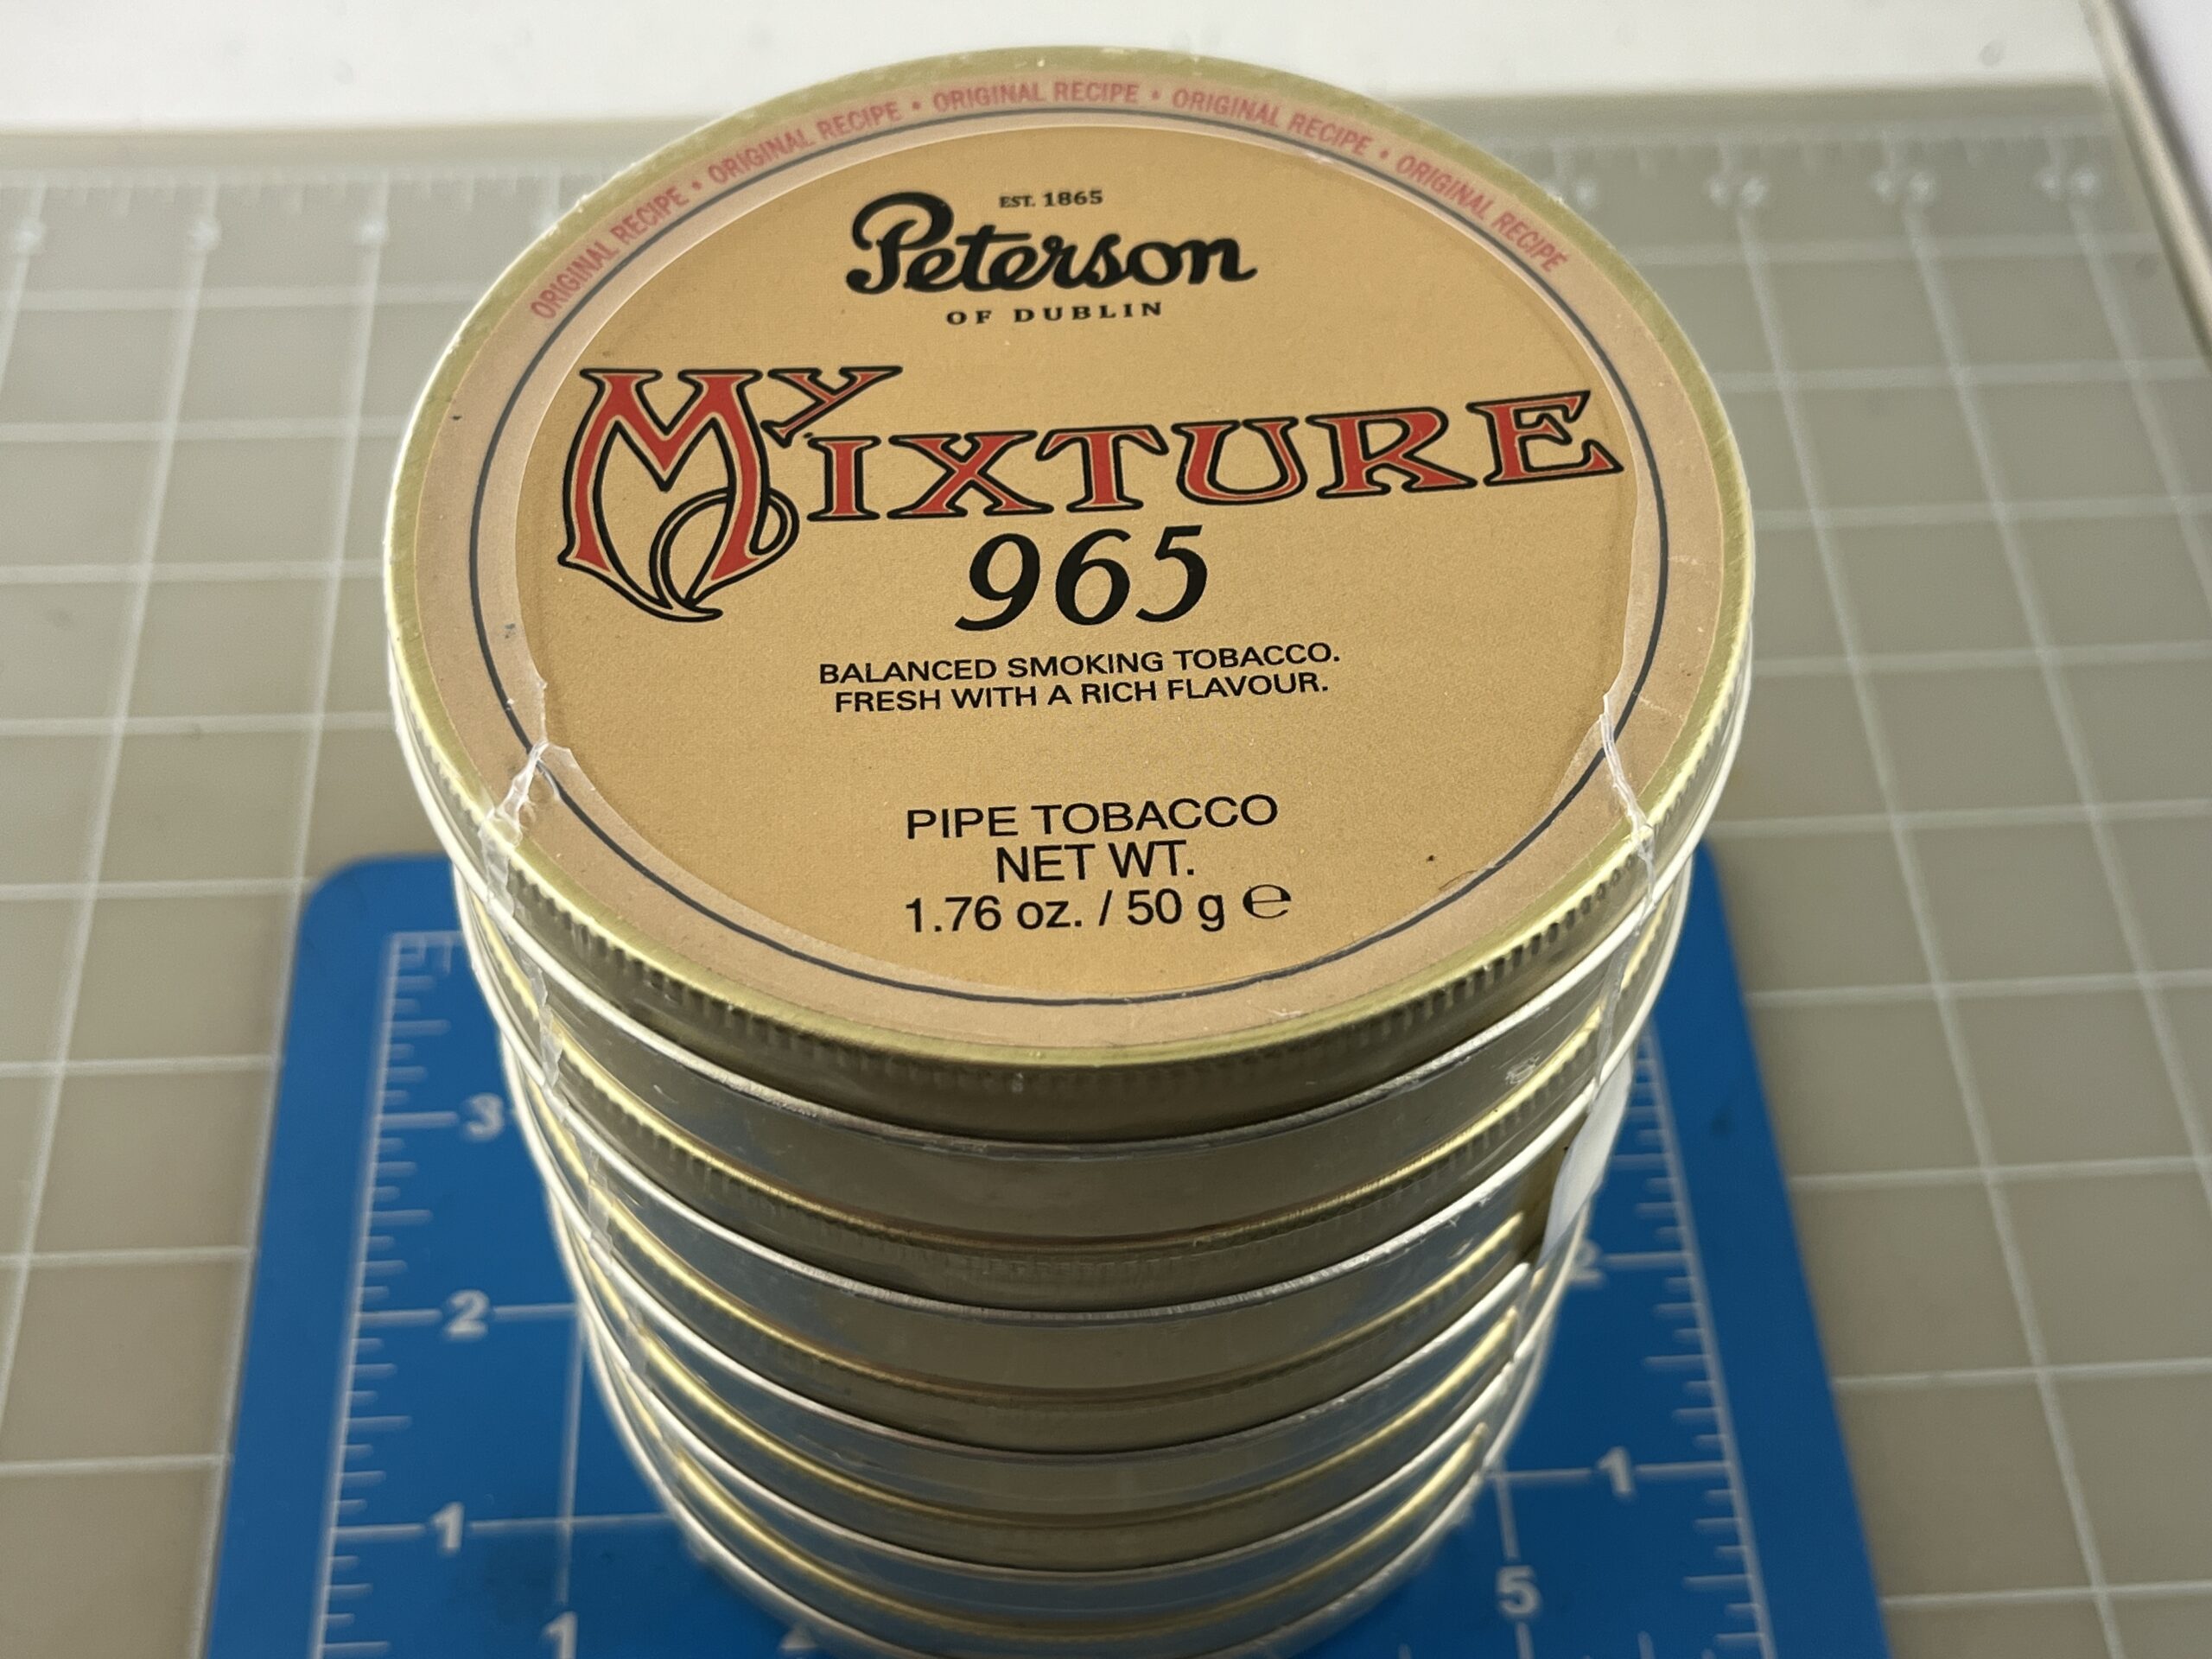 ORIGINAL RECIPE • ORIGINAL RECIPE • ORIGINAL RECIPE • ORIGINAL RECIPE • ORIGINAL RECIPE
EST. 1865
Peterson
OF DUBLIN
My MIXTURE
965
BALANCED SMOKING TOBACCO.
FRESH WITH A RICH FLAVOUR.
PIPE TOBACCO
NET WT.
1.76 oz. / 50 g ℮
3
2
2
1
1
1
5